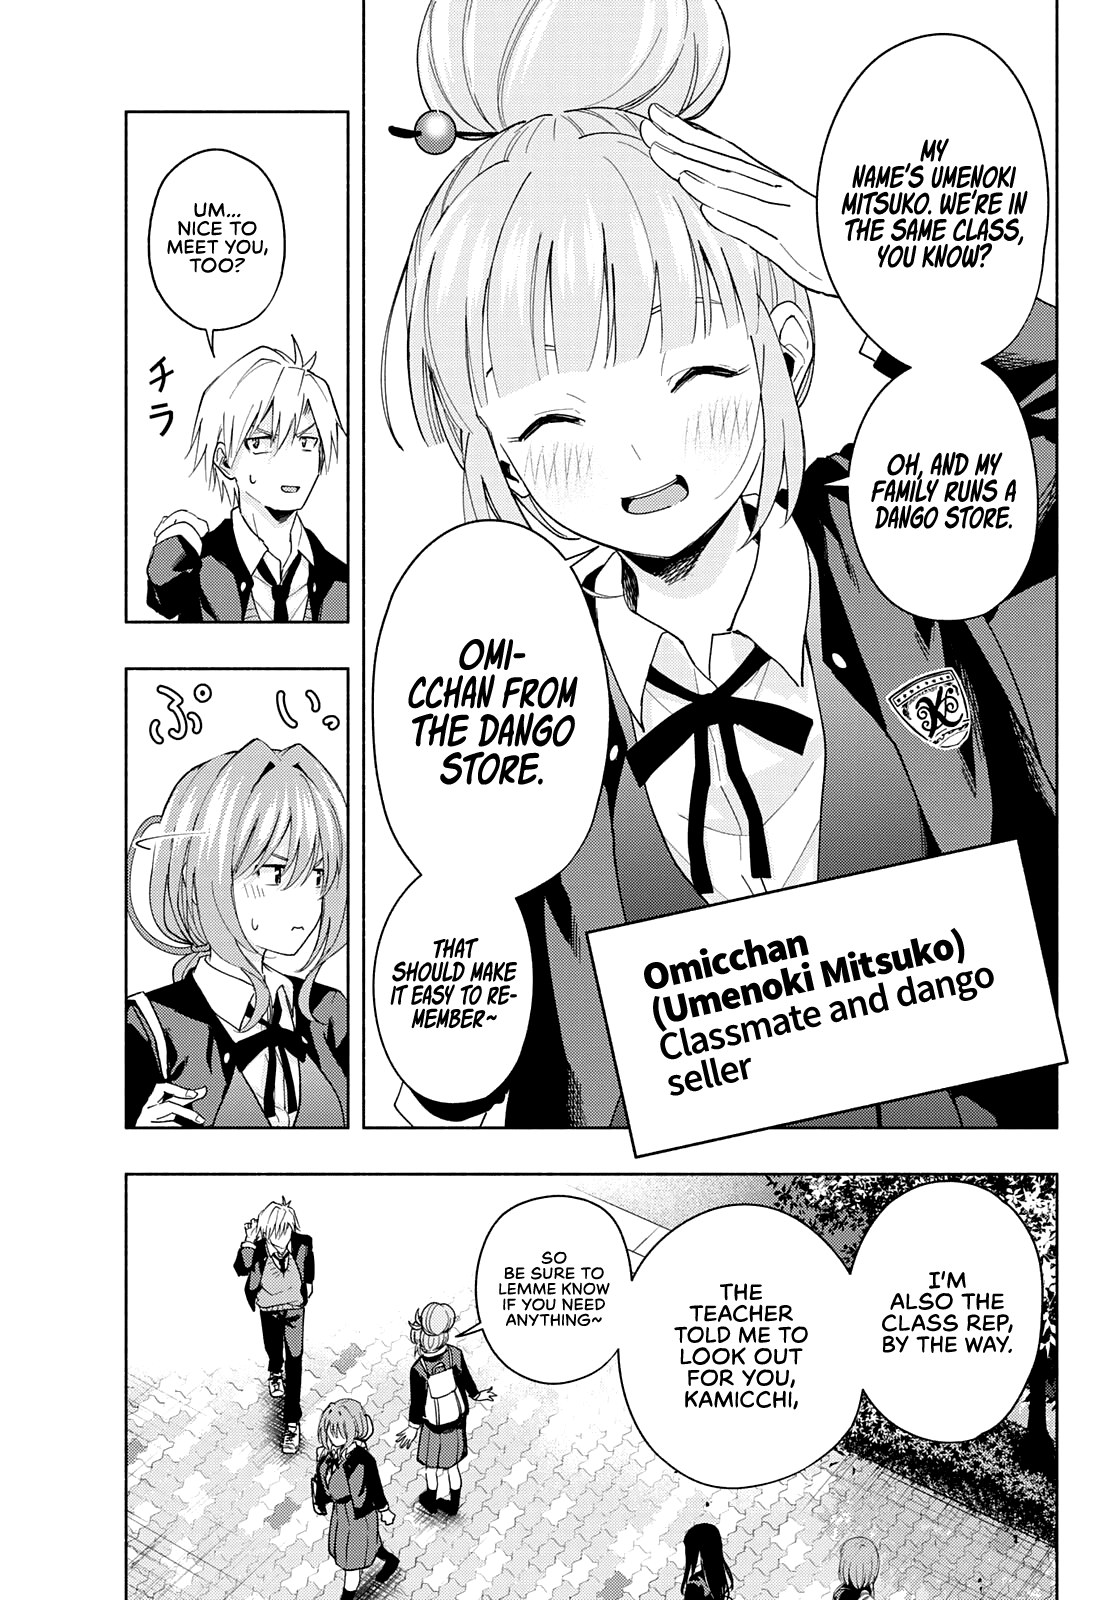 MY
NAME'S UMENOKI
MITSUKO. WE'RE IN
THE SAME CLASS,
YOU KNOW?
OH, AND MY
FAMILY RUNS A
DANGO STORE.
OMI-
CCHAN FROM
THE DANGO
STORE.
THAT
SHOULD MAKE
IT EASY TO RE-
MEMBER~
Omicchan
(Umenoki Mitsuko)
Classmate and dango
seller
UM...
NICE TO
MEET YOU,
TOO?
チラ
ぷいっ
I'M
ALSO THE
CLASS REP,
BY THE WAY.
THE
TEACHER
TOLD ME TO
LOOK OUT
FOR YOU,
KAMICCHI,
SO
BE SURE TO
LEMME KNOW
IF YOU NEED
ANYTHING~